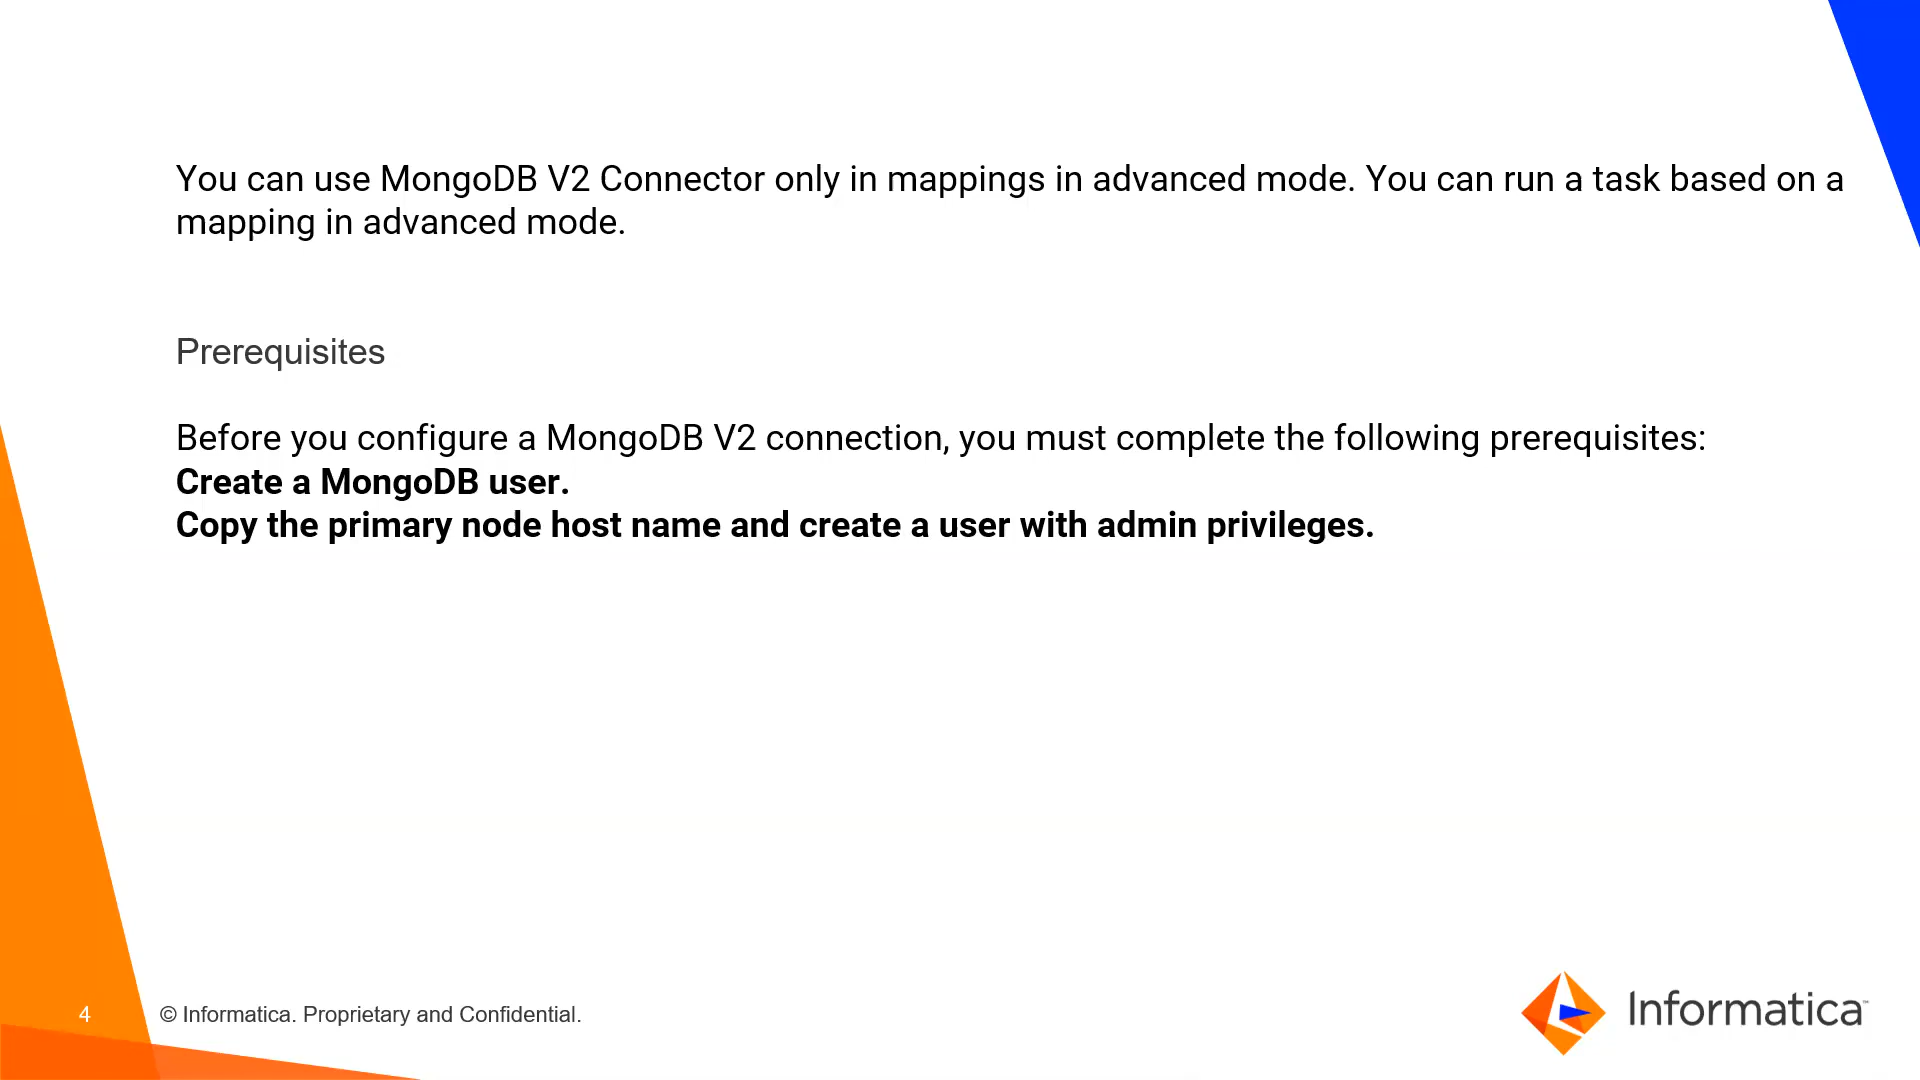 You can use MongoDB V2 Connector only in mappings in advanced mode. You can run a task based on a
mapping in advanced mode.
Prerequisites
Before you configure a MongoDB V2 connection, you must complete the following prerequisites:
Create a MongoDB user.
Copy the primary node host name and create a user with admin privileges.
4
© Informatica. Proprietary and Confidential.
Informatica™